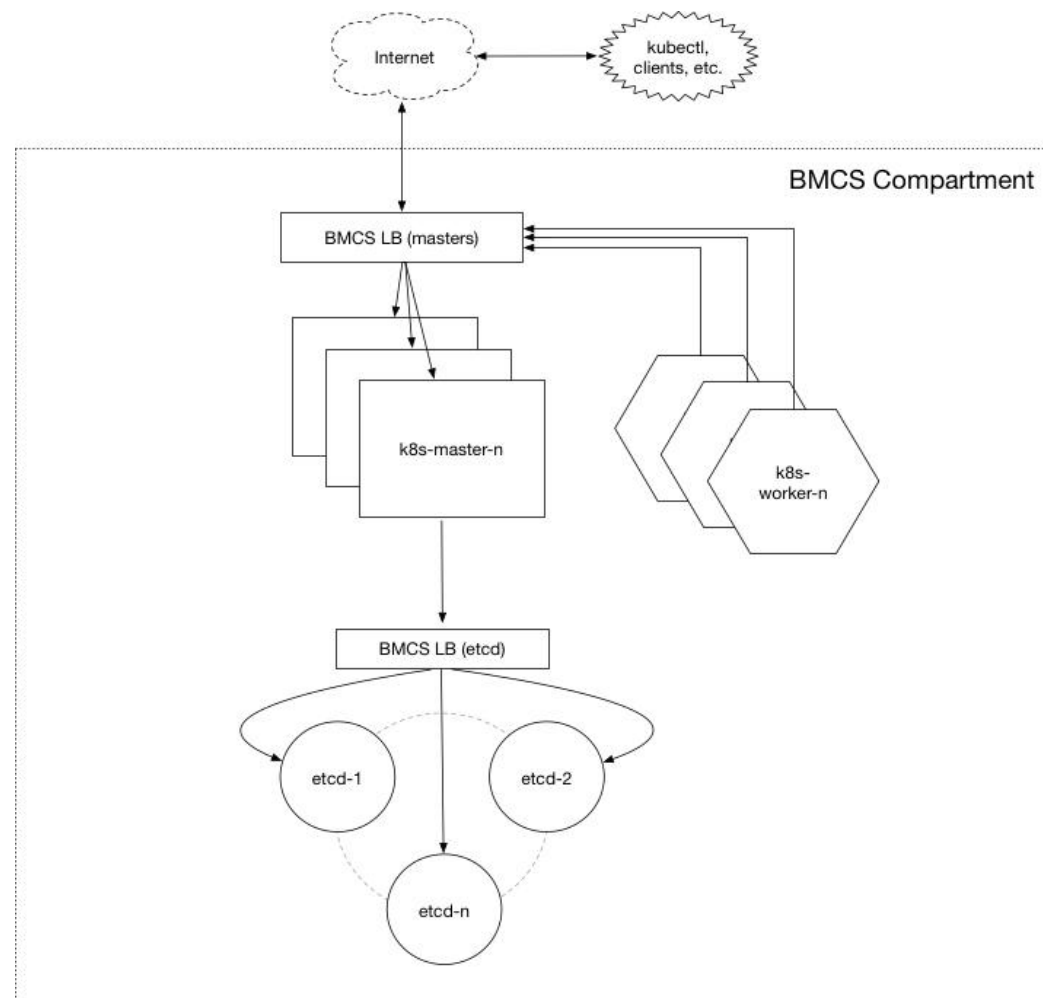 Internet
kubectl,
clients, etc.
BMCS Compartment
BMCS LB (masters)
k8s-master-n
k8s-
worker-n
BMCS LB (etcd)
etcd-1
etcd-2
etcd-n